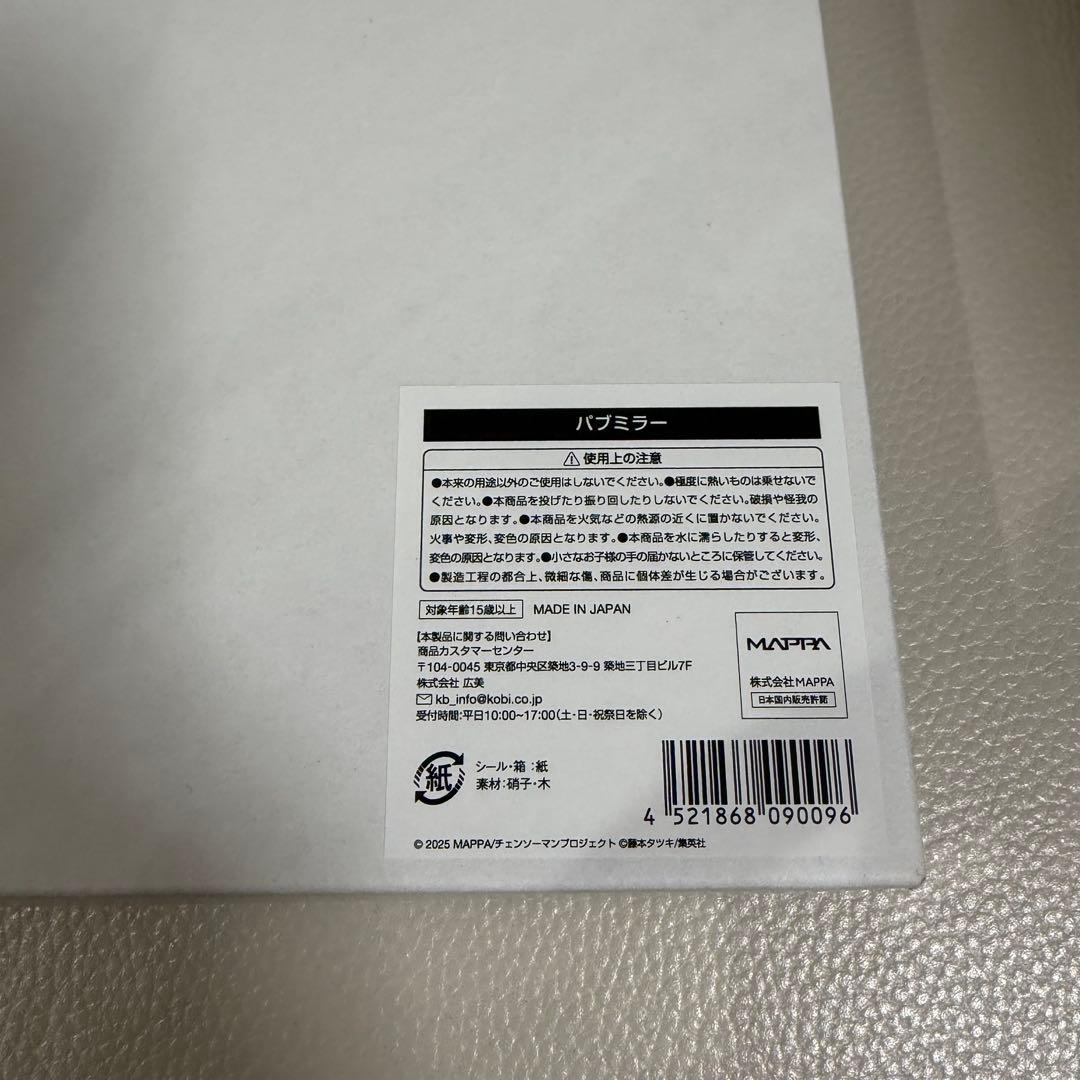 パブミラー
⚠使用上の注意
●本来の用途以外のご使用はしないでください。●極度に熱いものは乗せないで
ください。●本商品を投げたり振り回したりしないでください。破損や怪我の
原因となります。●本商品を火気などの熱源の近くに置かないでください。
火事や変形、変色の原因となります。●本商品を水に濡らしたりすると変形、
変色の原因となります。●小さなお子様の手の届かないところに保管してください。
●製造工程の都合上、微細な傷、商品に個体差が生じる場合がございます。
対象年齢15歳以上 MADE IN JAPAN
【本製品に関する問い合わせ】
商品カスタマーセンター
〒104-0045 東京都中央区築地3-9-9 築地三丁目ビル7F
株式会社 広美
kb_info@kobi.co.jp
受付時間:平日10:00~17:00(土・日・祝祭日を除く)
MAPPA
株式会社MAPPA
日本国内販売許諾
紙
シール・箱:紙
素材:硝子・木
4 521868 090096
© 2025 MAPPA/チェンソーマンプロジェクト ©藤本タツキ/集英社